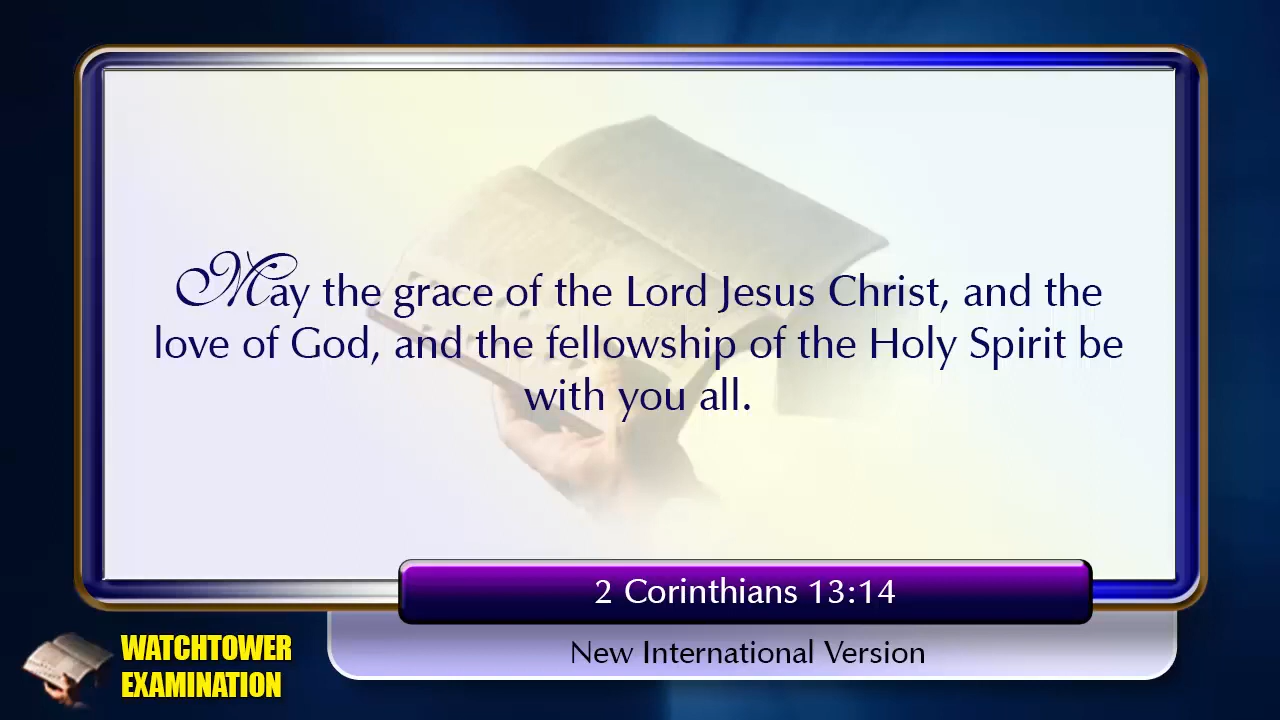 May the grace of the Lord Jesus Christ, and the
love of God, and the fellowship of the Holy Spirit be
with you all.
2 Corinthians 13:14
New International Version
WATCHTOWER
EXAMINATION